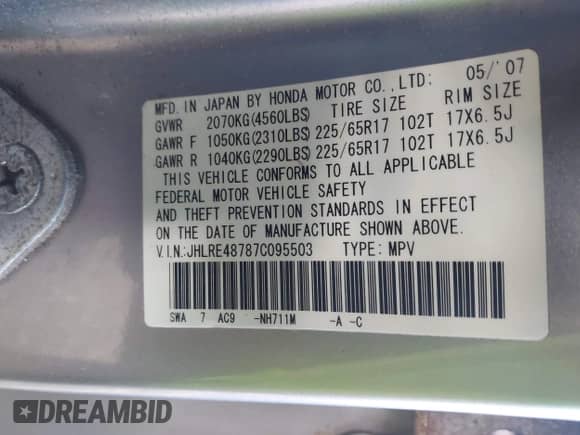 MFD. IN JAPAN BY HONDA MOTOR CO., LTD: 05/'07
GVWR 2070KG(4560LBS) TIRE SIZE RIM SIZE
GAWR F 1050KG(2310LBS) 225/65R17 102T 17X6.5J
GAWR R 1040KG(2290LBS) 225/65R17 102T 17X6.5J
THIS VEHICLE CONFORMS TO ALL APPLICABLE
FEDERAL MOTOR VEHICLE SAFETY
AND THEFT PREVENTION STANDARDS IN EFFECT
ON THE DATE OF MANUFACTURE SHOWN ABOVE.
V.I.N:JHLRE48787C095503 TYPE: MPV
SWA 7 AC9 -NH711M -A -C
DREAMBID